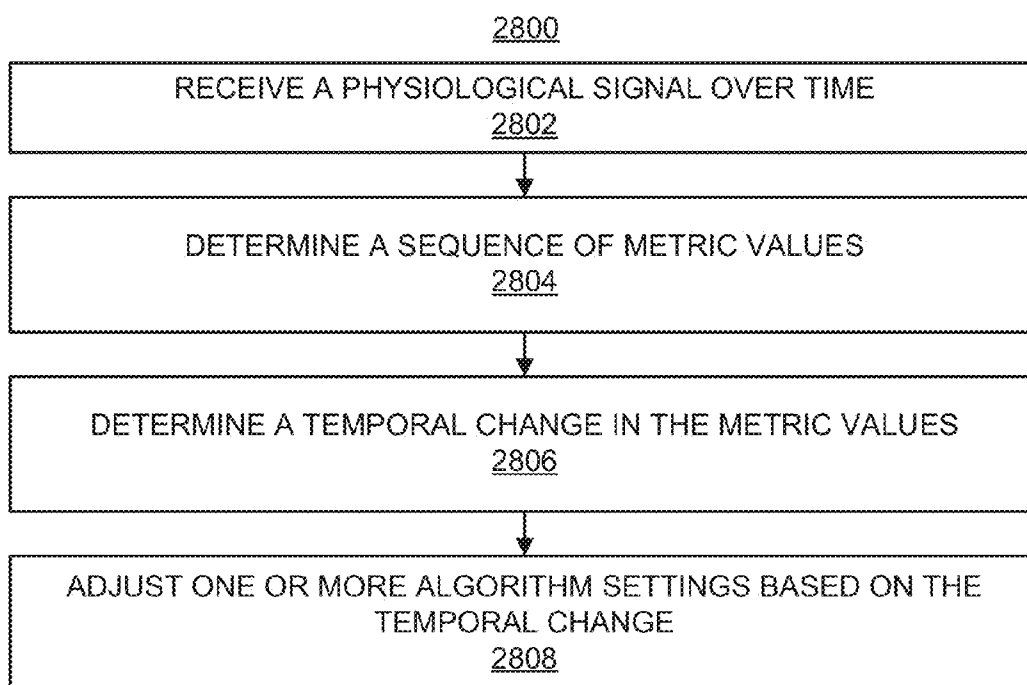 2800
RECEIVE A PHYSIOLOGICAL SIGNAL OVER TIME
2802
DETERMINE A SEQUENCE OF METRIC VALUES
2804
DETERMINE A TEMPORAL CHANGE IN THE METRIC VALUES
2806
ADJUST ONE OR MORE ALGORITHM SETTINGS BASED ON THE
TEMPORAL CHANGE
2808